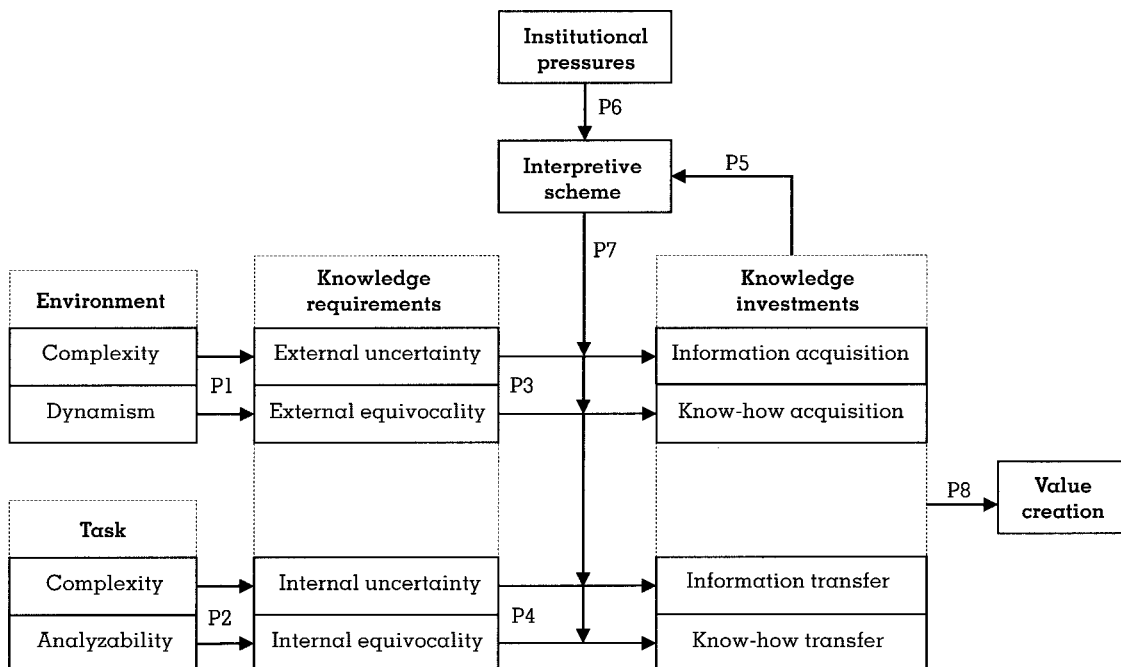 Institutional
pressures
P6
Interpretive
scheme
P5
P7
Environment
Knowledge
requirements
Knowledge
investments
Complexity
External uncertainty
Information acquisition
P1
P3
Dynamism
External equivocality
Know-how acquisition
P8
Value
creation
Task
Complexity
Internal uncertainty
Information transfer
P2
P4
Analyzability
Internal equivocality
Know-how transfer